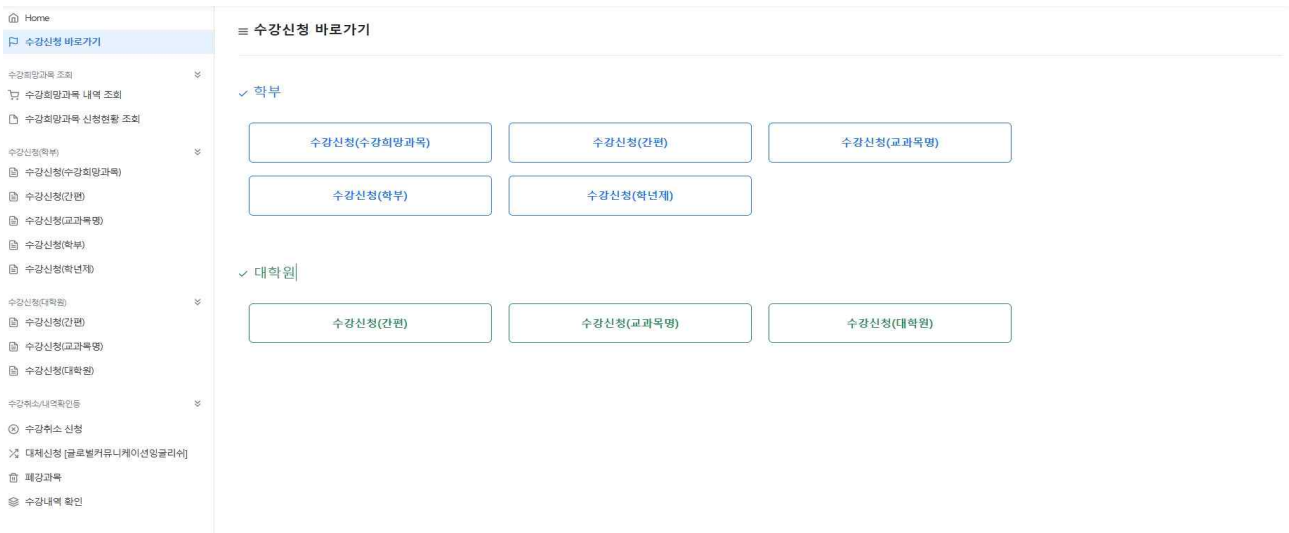 Home
수강신청 바로가기
수강희망과목 조회
수강희망과목 내역 조회
수강희망과목 신청현황 조회
수강신청(학부)
수강신청(수강희망과목)
수강신청(간편)
수강신청(교과목명)
수강신청(학부)
수강신청(학년제)
수강신청(대학원)
수강신청(간편)
수강신청(교과목명)
수강신청(대학원)
수강취소/내역확인등
수강취소 신청
대체신청 [글로벌커뮤니케이션잉글리쉬]
폐강과목
수강내역 확인
수강신청 바로가기
학부
수강신청(수강희망과목) 수강신청(간편) 수강신청(교과목명)
수강신청(학부) 수강신청(학년제)
대학원
수강신청(간편) 수강신청(교과목명) 수강신청(대학원)